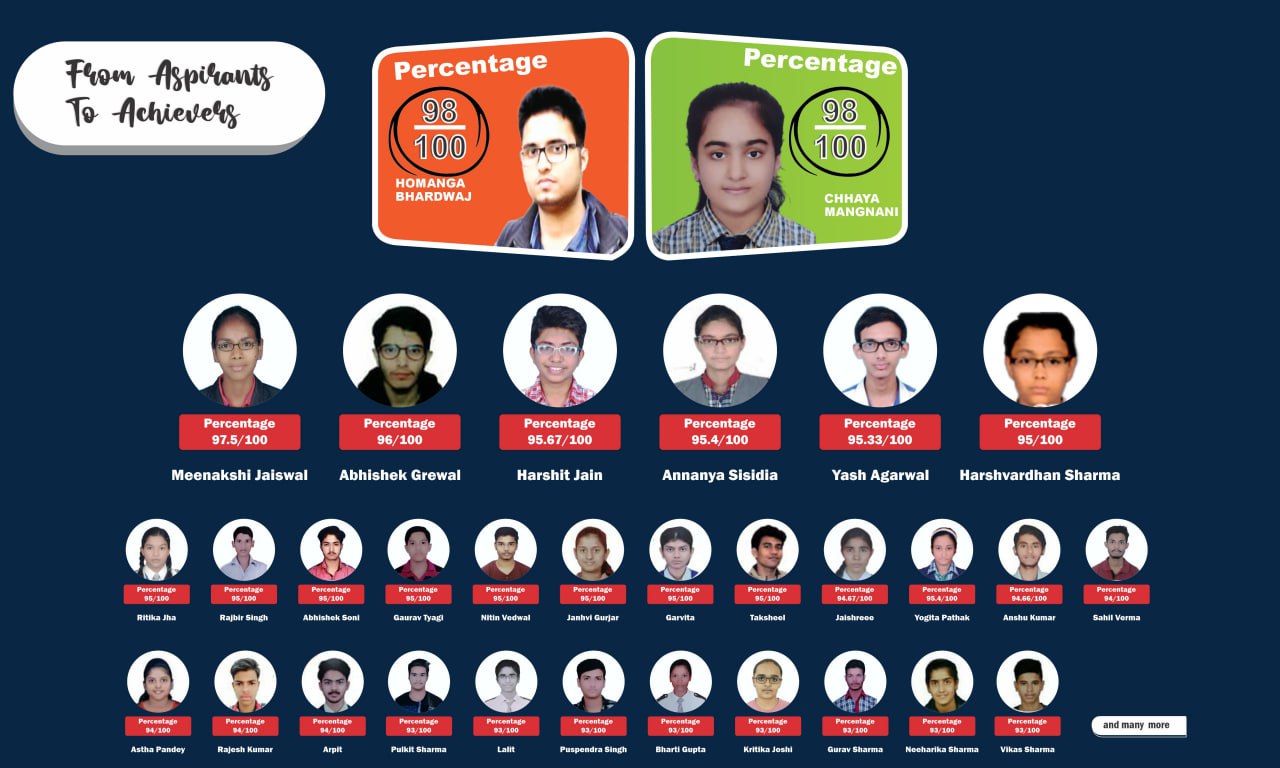 From Aspirants
To Achievers
Percentage
98
100
HOMANGA
BHARDWAJ
Percentage
98
100
CHHAYA
MANGNANI
Percentage
97.5/100
Meenakshi Jaiswal
Percentage
96/100
Abhishek Grewal
Percentage
95.67/100
Harshit Jain
Percentage
95.4/100
Annanya Sisidia
Percentage
95.33/100
Yash Agarwal
Percentage
95/100
Harshvardhan Sharma
Percentage
95/100
Ritika Jha
Percentage
95/100
Rajbir Singh
Percentage
95/100
Abhishek Soni
Percentage
95/100
Gaurav Tyagi
Percentage
95/100
Nitin Vedwal
Percentage
95/100
Janhvi Gurjar
Percentage
95/100
Garvita
Percentage
95/100
Taksheel
Percentage
94.67/100
Jaishreee
Percentage
95.4/100
Yogita Pathak
Percentage
94.66/100
Anshu Kumar
Percentage
94/100
Sahil Verma
Percentage
94/100
Astha Pandey
Percentage
94/100
Rajesh Kumar
Percentage
94/100
Arpit
Percentage
93/100
Pulkit Sharma
Percentage
93/100
Lalit
Percentage
93/100
Puspendra Singh
Percentage
93/100
Bharti Gupta
Percentage
93/100
Kritika Joshi
Percentage
93/100
Gurav Sharma
Percentage
93/100
Neeharika Sharma
Percentage
93/100
Vikas Sharma
and many more